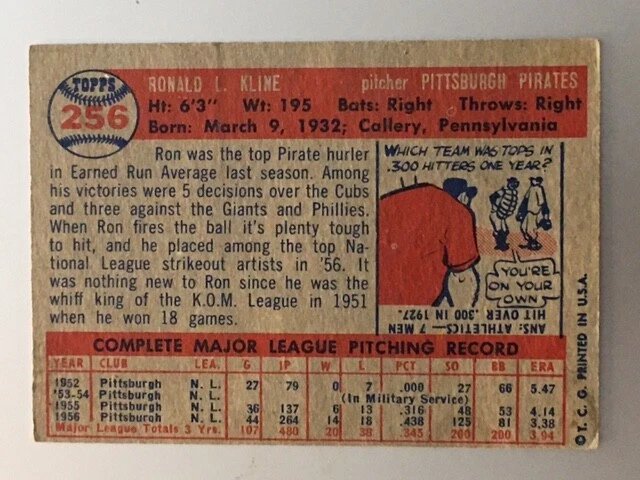 TOPPS
256
RONALD L. KLINE pitcher PITTSBURGH PIRATES
Ht: 6'3" Wt: 195 Bats: Right Throws: Right
Born: March 9, 1932; Callery, Pennsylvania
Ron was the top Pirate hurler
in Earned Run Average last season. Among
his victories were 5 decisions over the Cubs
and three against the Giants and Phillies.
When Ron fires the ball it's plenty tough
to hit, and he placed among the top Na-
tional League strikeout artists in '56. It
was nothing new to Ron since he was the
whiff king of the K.O.M. League in 1951
when he won 18 games.
WHICH TEAM WAS TOPS IN
.300 HITTERS ONE YEAR?
YOU'RE
ON YOUR
OWN
ANS: ATHLETICS—7 MEN
HIT OVER .300 IN 1927.
COMPLETE MAJOR LEAGUE PITCHING RECORD
YEAR CLUB LEA. G IP W L PCT SO BB ERA
1952 Pittsburgh N. L. 27 79 0 7 .000 27 66 5.47
'53-54 Pittsburgh N. L. (In Military Service)
1955 Pittsburgh N. L. 36 137 6 13 .316 48 53 4.14
1956 Pittsburgh N. L. 44 264 14 18 .438 125 81 3.38
Major League Totals 3 Yrs. 107 480 20 38 .345 200 200 3.94
© T. C. G. PRINTED IN U.S.A.